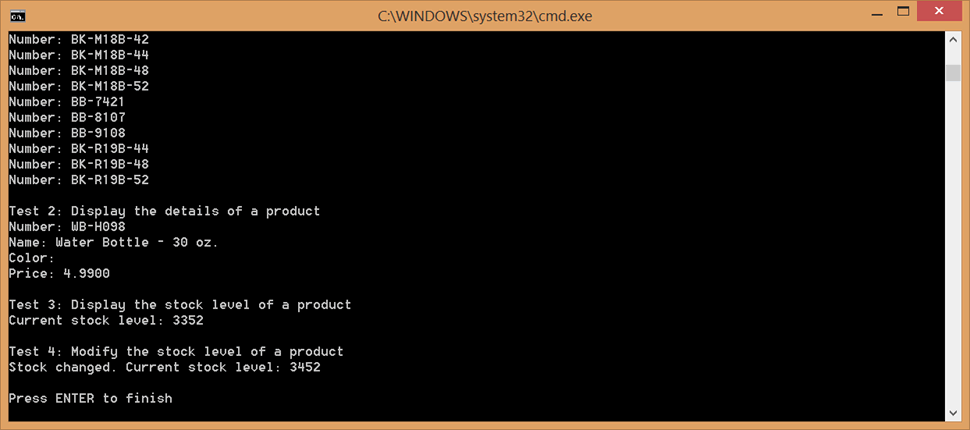 C:\WINDOWS\system32\cmd.exe
Number: BK-M18B-42
Number: BK-M18B-44
Number: BK-M18B-48
Number: BK-M18B-52
Number: BB-7421
Number: BB-8107
Number: BB-9108
Number: BK-R19B-44
Number: BK-R19B-48
Number: BK-R19B-52
Test 2: Display the details of a product
Number: WB-H098
Name: Water Bottle - 30 oz.
Color:
Price: 4.9900
Test 3: Display the stock level of a product
Current stock level: 3352
Test 4: Modify the stock level of a product
Stock changed. Current stock level: 3452
Press ENTER to finish